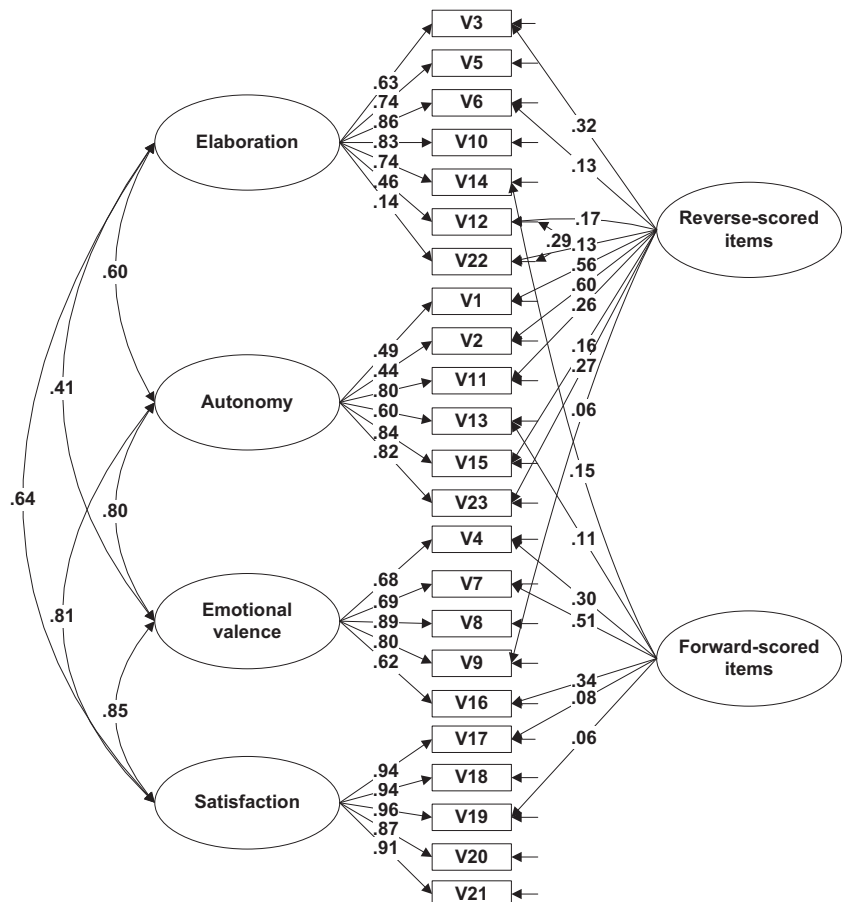 V3
V5
V6
V10
V14
V12
V22
V1
V2
V11
V13
V15
V23
V4
V7
V8
V9
V16
V17
V18
V19
V20
V21
Elaboration
Autonomy
Emotional
valence
Satisfaction
Reverse-scored
items
Forward-scored
items
.63
.74
.86
.83
.74
.46
.14
.49
.44
.80
.60
.84
.82
.68
.69
.89
.80
.62
.94
.94
.96
.87
.91
.60
.41
.64
.80
.81
.85
.32
.13
.17
.29
.13
.56
.60
.26
.16
.27
.06
.15
.11
.30
.51
.34
.08
.06